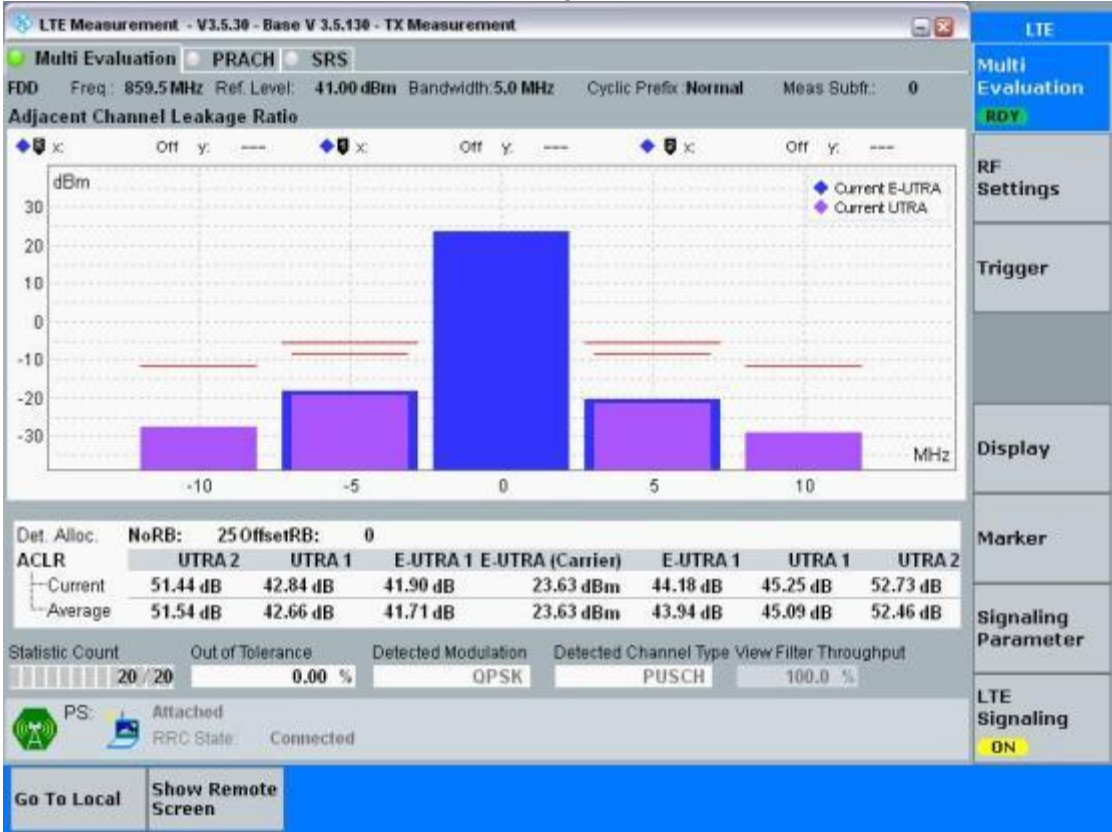 LTE Measurement - V3.5.30 - Base V 3.5.130 - TX Measurement
Multi Evaluation PRACH SRS
FDD Freq.: 859.5 MHz Ref. Level: 41.00 dBm Bandwidth: 5.0 MHz Cyclic Prefix: Normal Meas Subfr.: 0
Adjacent Channel Leakage Ratio
x: Off y: --- x: Off y: --- x: Off y: ---
dBm
Current E-UTRA
Current UTRA
30
20
10
0
-10
-20
-30
MHz
-10 -5 0 5 10
Det. Alloc. NoRB: 25 OffsetRB: 0
ACLR UTRA 2 UTRA 1 E-UTRA 1 E-UTRA (Carrier) E-UTRA 1 UTRA 1 UTRA 2
Current 51.44 dB 42.84 dB 41.90 dB 23.63 dBm 44.18 dB 45.25 dB 52.73 dB
Average 51.54 dB 42.66 dB 41.71 dB 23.63 dBm 43.94 dB 45.09 dB 52.46 dB
Statistic Count Out of Tolerance Detected Modulation Detected Channel Type View Filter Throughput
20 / 20 0.00 % QPSK PUSCH 100.0 %
PS: Attached
RRC State: Connected
LTE
Multi
Evaluation
RDY
RF
Settings
Trigger
Display
Marker
Signaling
Parameter
LTE
Signaling
ON
Go To Local
Show Remote
Screen